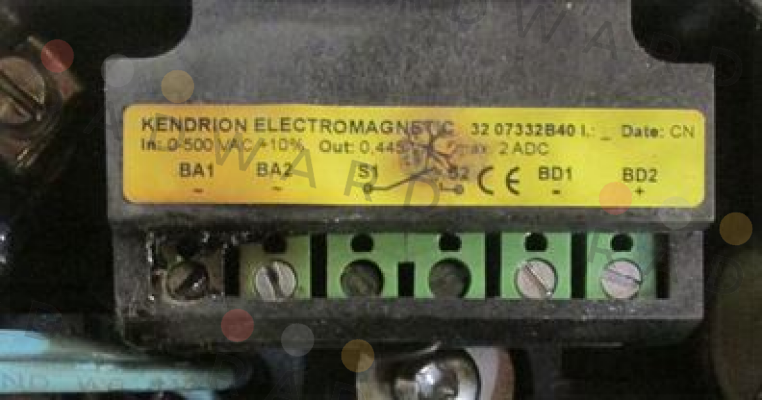 KENDRION ELECTROMAGNETIC 32 07332B40 I.: _ Date: CN
In: 0-500 VAC +10% Out: 0,445 max. 2 ADC
BA1 BA2 S1 S2 CE BD1 BD2
~ ~ - +